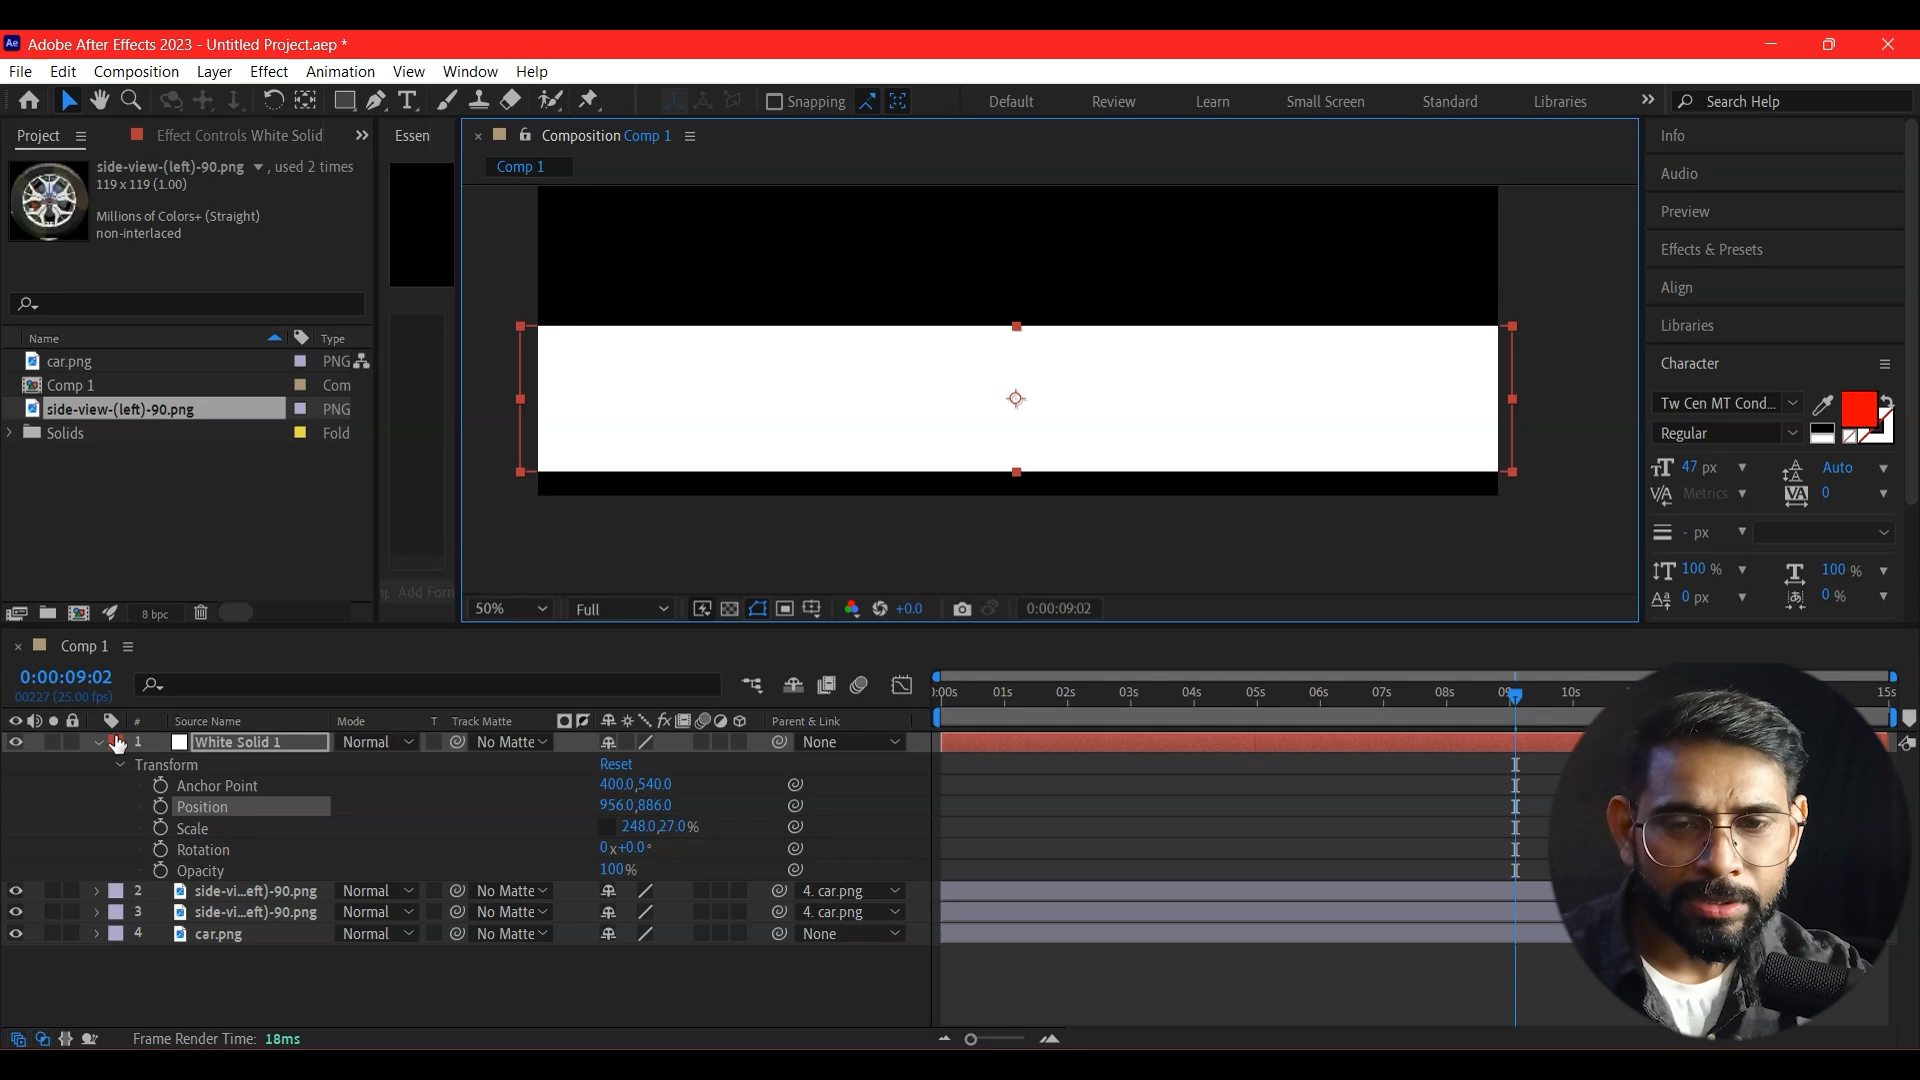 Ae Adobe After Effects 2023 - Untitled Project.aep *
File Edit Composition Layer Effect Animation View Window Help
Snapping Default Review Learn Small Screen Standard Libraries Search Help
Project Effect Controls White Solid Essen Composition Comp 1
side-view-(left)-90.png , used 2 times
119 x 119 (1.00)
Millions of Colors+ (Straight)
non-interlaced
Comp 1
Name Type
car.png PNG
Comp 1 Com
side-view-(left)-90.png PNG
Solids Fold
Add Forn
8 bpc
50% Full +0.0 0:00:09:02
Info
Audio
Preview
Effects & Presets
Align
Libraries
Character
Tw Cen MT Cond...
Regular
47 px Auto
Metrics 0
- px
100 % 100 %
0 px 0 %
Comp 1
0:00:09:02
00227 (25.00 fps)
:00s 01s 02s 03s 04s 05s 06s 07s 08s 09 10s 15s
# Source Name Mode T Track Matte Parent & Link
1 White Solid 1 Normal No Matte None
Transform Reset
Anchor Point 400.0,540.0
Position 956.0,886.0
Scale 248.0,27.0%
Rotation 0x+0.0°
Opacity 100%
2 side-vi...eft)-90.png Normal No Matte 4. car.png
3 side-vi...eft)-90.png Normal No Matte 4. car.png
4 car.png Normal No Matte None
Frame Render Time: 18ms